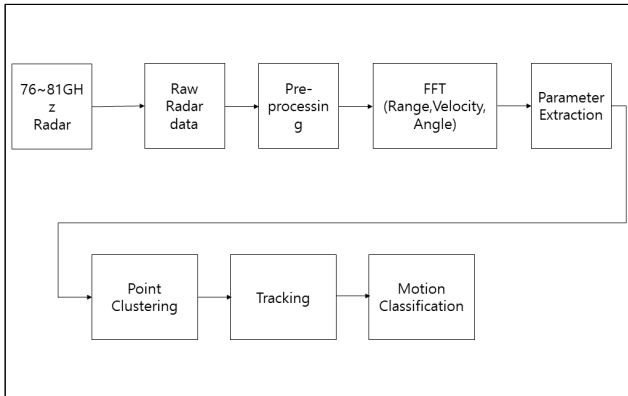 76~81GH
z
Radar
Raw
Radar
data
Pre-
processin
g
FFT
(Range,Velocity,
Angle)
Parameter
Extraction
Point
Clustering
Tracking
Motion
Classification